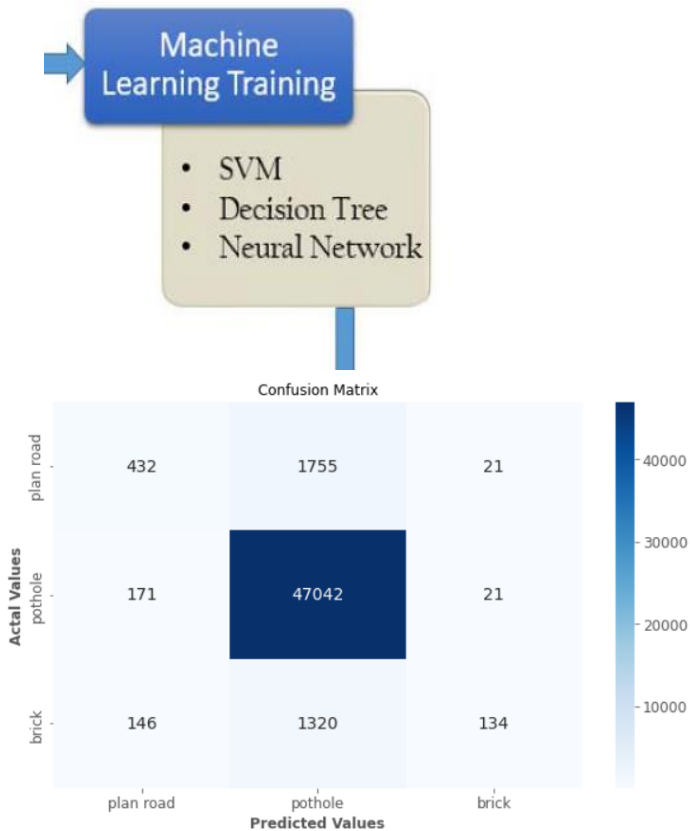 Machine
Learning Training
• SVM
• Decision Tree
• Neural Network
Confusion Matrix
plan road
432
1755
21
pothole
171
47042
21
brick
146
1320
134
Actal Values
plan road
pothole
brick
Predicted Values
40000
30000
20000
10000